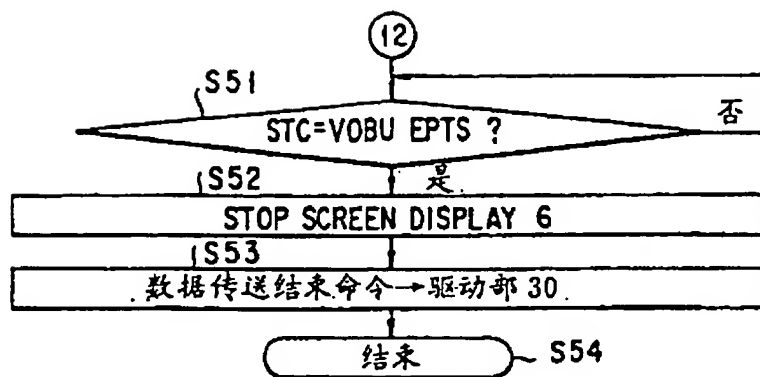 12
S51
STC=VOBU EPTS ?
否
是
S52
STOP SCREEN DISPLAY 6
S53
数据传送结束命令→驱动部 30
结束
S54